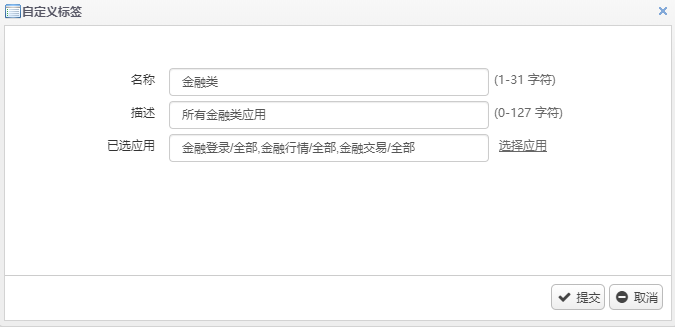 自定义标签
名称 金融类 (1-31 字符)
描述 所有金融类应用 (0-127 字符)
已选应用 金融登录/全部,金融行情/全部,金融交易/全部 选择应用
提交 取消